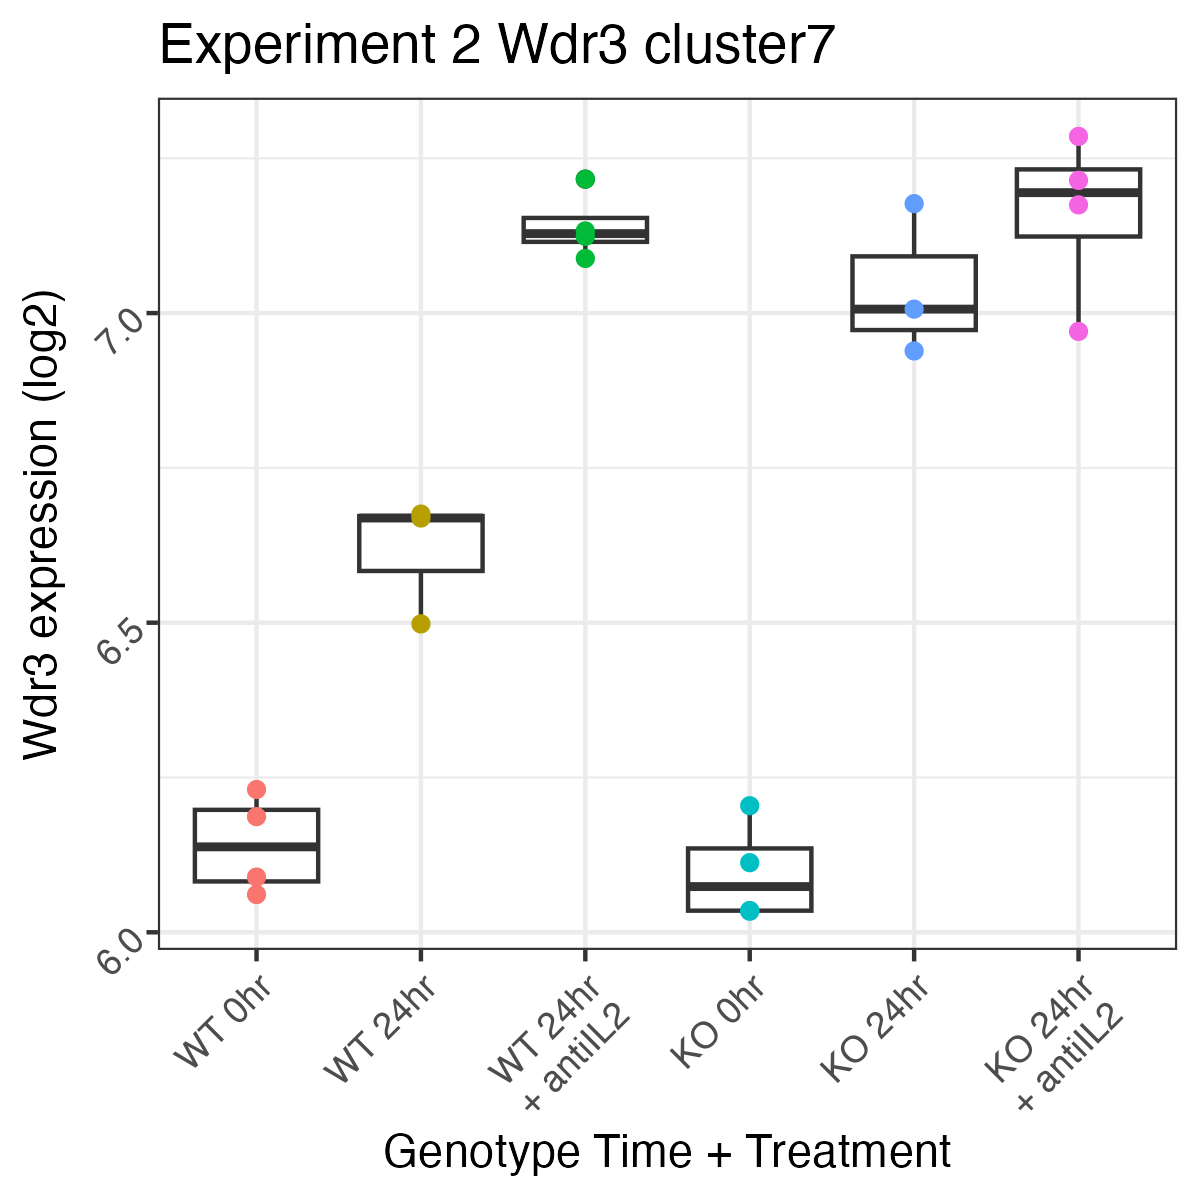 Experiment 2 Wdr3 cluster7
Wdr3 expression (log2)
7.0
6.5
6.0
WT 0hr
WT 24hr
WT 24hr
+ antiIL2
KO 0hr
KO 24hr
KO 24hr
+ antiIL2
Genotype Time + Treatment